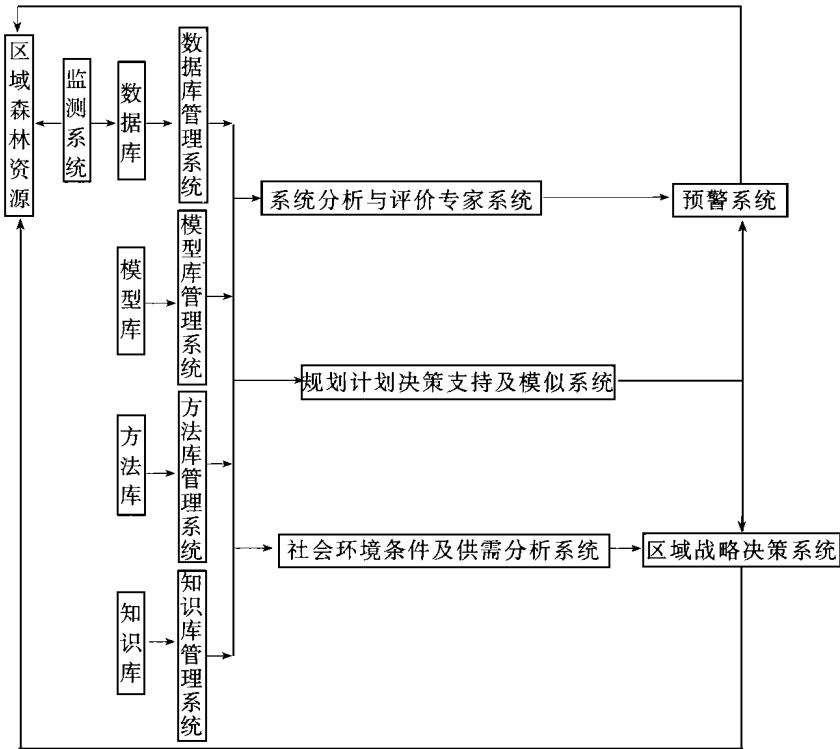 区域森林资源
监测系统
数据库
数据库管理系统
系统分析与评价专家系统
预警系统
模型库
模型库管理系统
规划计划决策支持及模似系统
方法库
方法库管理系统
社会环境条件及供需分析系统
区域战略决策系统
知识库
知识库管理系统